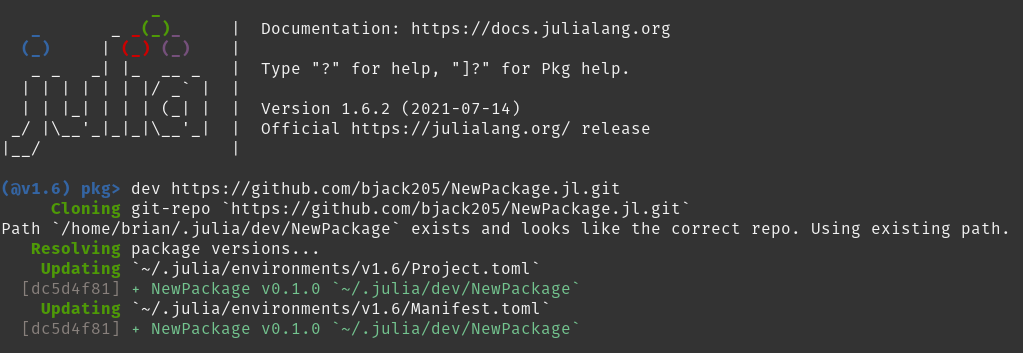 _
   _       _ _(_)_     |  Documentation: https://docs.julialang.org
  (_)     | (_) (_)    |
   _ _   _| |_  __ _   |  Type "?" for help, "]?" for Pkg help.
  | | | | | | |/ _` |  |
  | | |_| | | | (_| |  |  Version 1.6.2 (2021-07-14)
 _/ |\__'_|_|_|\__'_|  |  Official https://julialang.org/ release
|__/                   |
(@v1.6) pkg> dev https://github.com/bjack205/NewPackage.jl.git
     Cloning git-repo `https://github.com/bjack205/NewPackage.jl.git`
Path `/home/brian/.julia/dev/NewPackage` exists and looks like the correct repo. Using existing path.
   Resolving package versions...
    Updating `~/.julia/environments/v1.6/Project.toml`
  [dc5d4f81] + NewPackage v0.1.0 `~/.julia/dev/NewPackage`
    Updating `~/.julia/environments/v1.6/Manifest.toml`
  [dc5d4f81] + NewPackage v0.1.0 `~/.julia/dev/NewPackage`